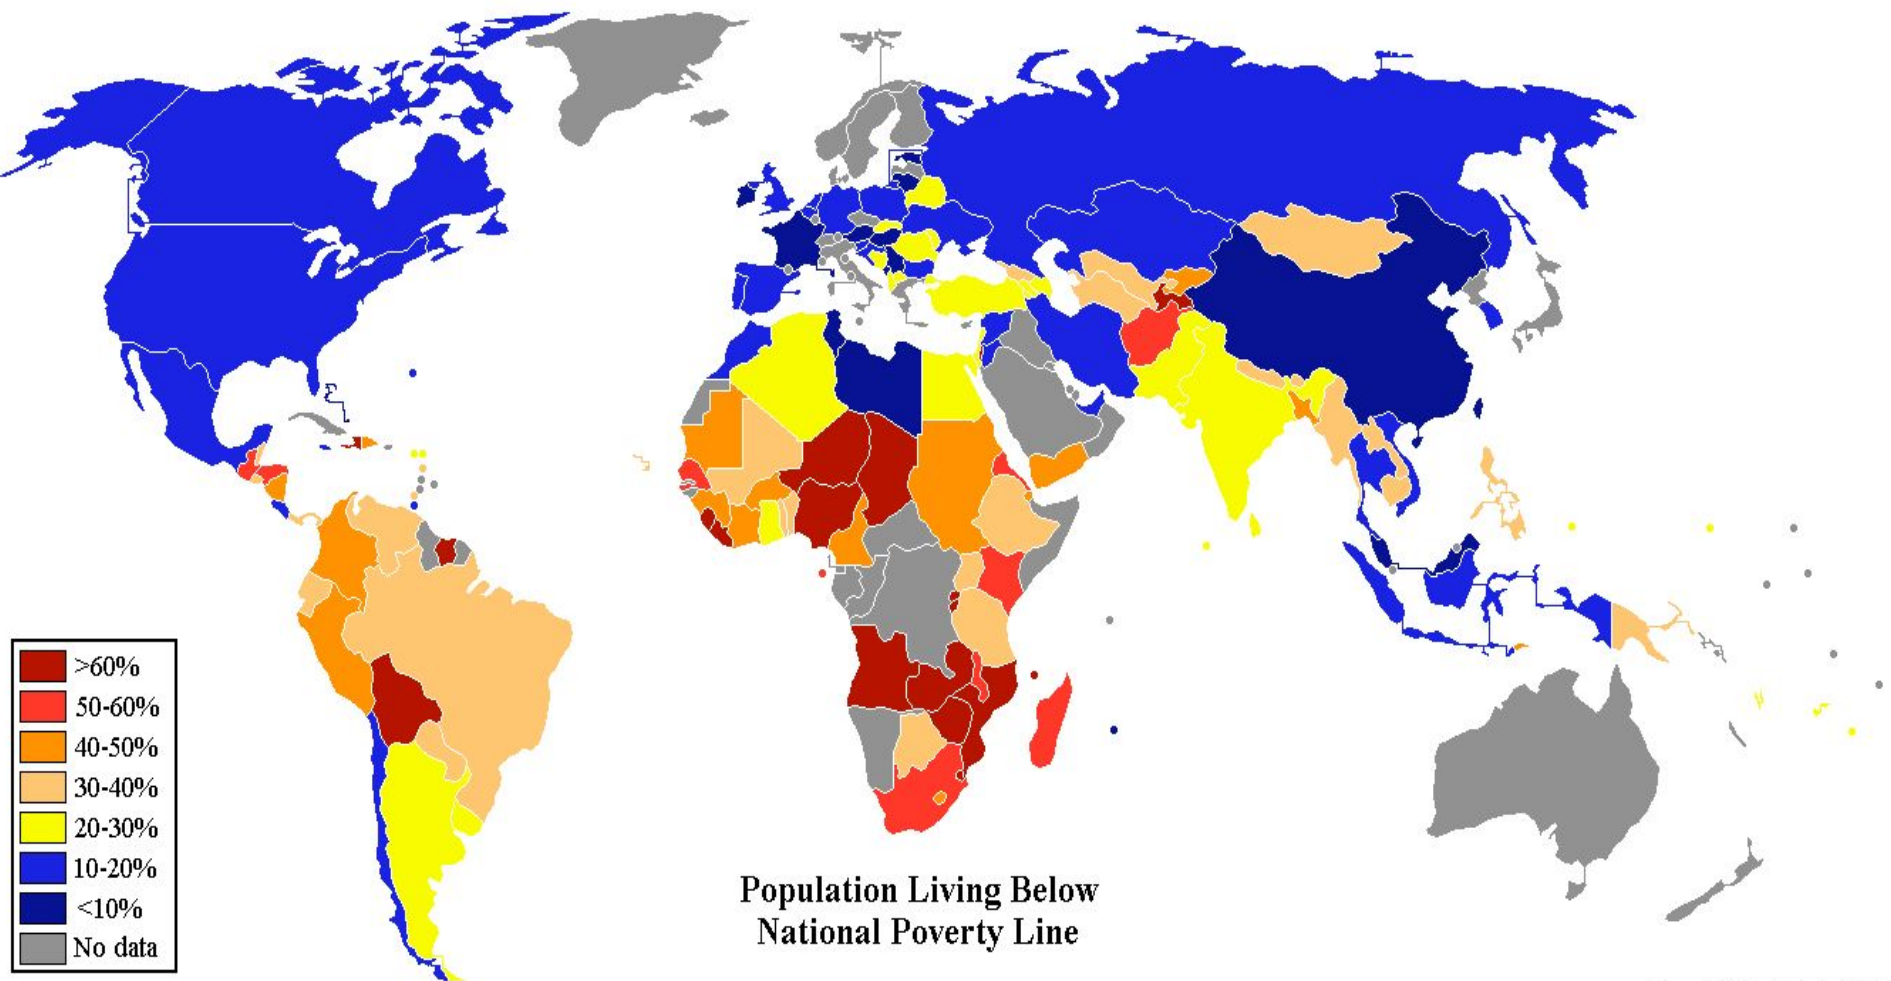 >60%
50-60%
40-50%
30-40%
20-30%
10-20%
<10%
No data
Population Living Below
National Poverty Line